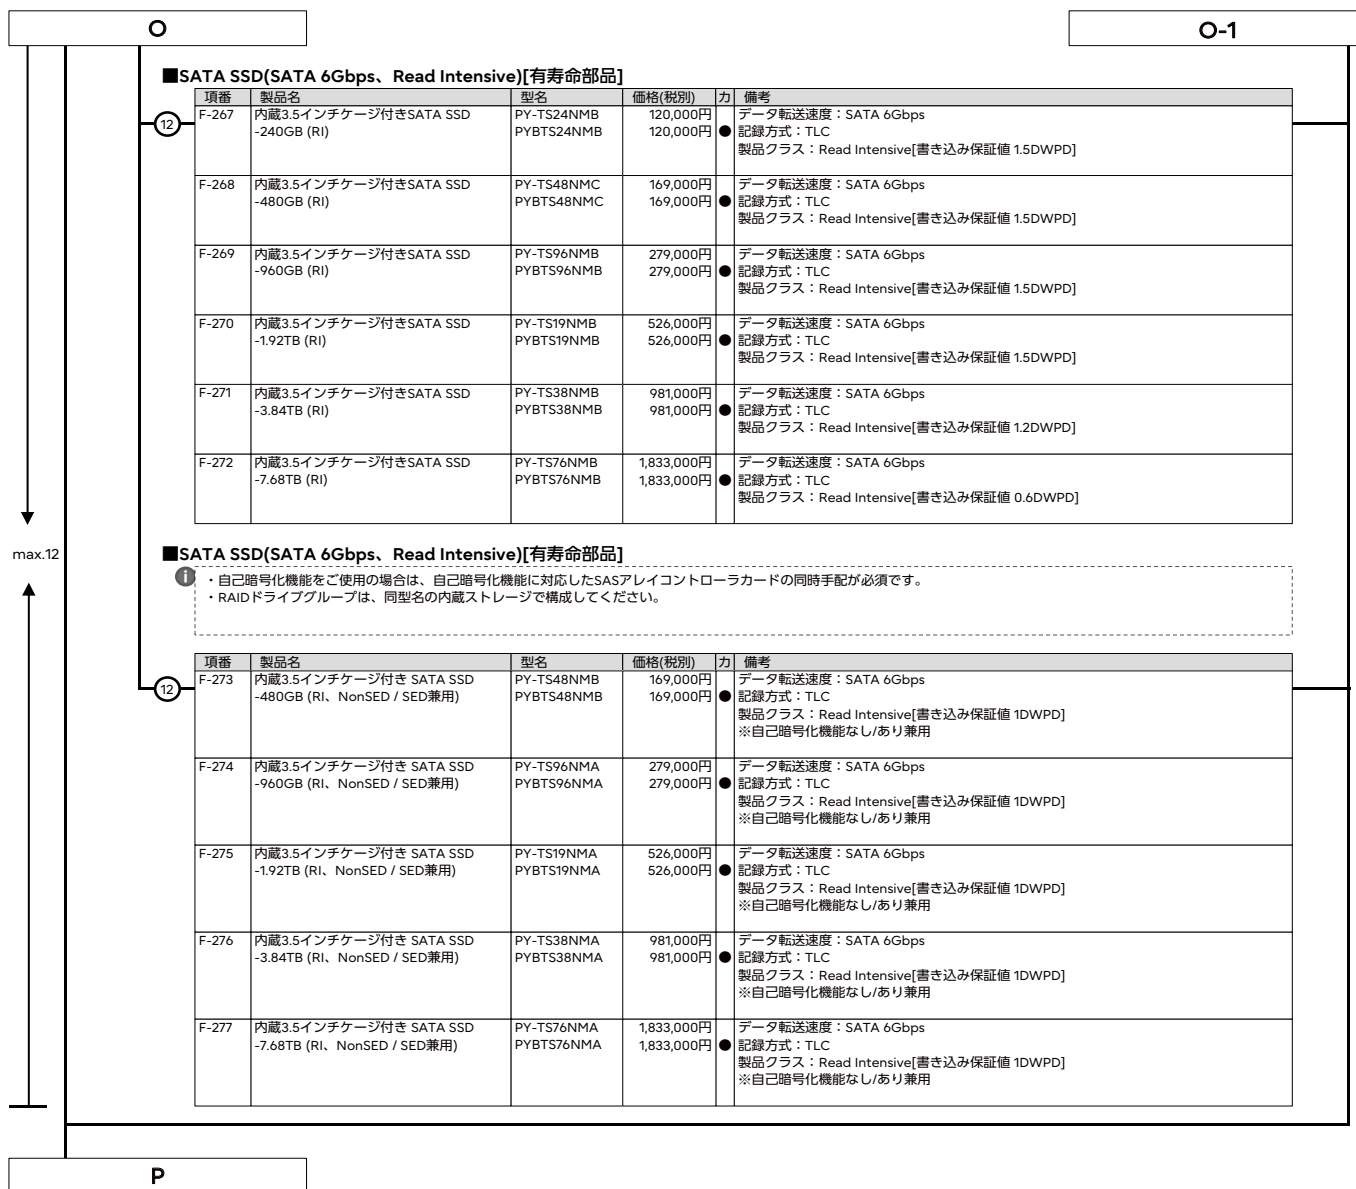 O
O-1
■SATA SSD(SATA 6Gbps、Read Intensive)[有寿命部品]
項番 製品名 型名 価格(税別) カ 備考
12
F-267 内蔵3.5インチケージ付きSATA SSD PY-TS24NMB 120,000円 データ転送速度：SATA 6Gbps
-240GB (RI) PYBTS24NMB 120,000円 ● 記録方式：TLC
製品クラス：Read Intensive[書き込み保証値 1.5DWPD]
F-268 内蔵3.5インチケージ付きSATA SSD PY-TS48NMC 169,000円 データ転送速度：SATA 6Gbps
-480GB (RI) PYBTS48NMC 169,000円 ● 記録方式：TLC
製品クラス：Read Intensive[書き込み保証値 1.5DWPD]
F-269 内蔵3.5インチケージ付きSATA SSD PY-TS96NMB 279,000円 データ転送速度：SATA 6Gbps
-960GB (RI) PYBTS96NMB 279,000円 ● 記録方式：TLC
製品クラス：Read Intensive[書き込み保証値 1.5DWPD]
F-270 内蔵3.5インチケージ付きSATA SSD PY-TS19NMB 526,000円 データ転送速度：SATA 6Gbps
-1.92TB (RI) PYBTS19NMB 526,000円 ● 記録方式：TLC
製品クラス：Read Intensive[書き込み保証値 1.5DWPD]
F-271 内蔵3.5インチケージ付きSATA SSD PY-TS38NMB 981,000円 データ転送速度：SATA 6Gbps
-3.84TB (RI) PYBTS38NMB 981,000円 ● 記録方式：TLC
製品クラス：Read Intensive[書き込み保証値 1.2DWPD]
F-272 内蔵3.5インチケージ付きSATA SSD PY-TS76NMB 1,833,000円 データ転送速度：SATA 6Gbps
-7.68TB (RI) PYBTS76NMB 1,833,000円 ● 記録方式：TLC
製品クラス：Read Intensive[書き込み保証値 0.6DWPD]
max.12
■SATA SSD(SATA 6Gbps、Read Intensive)[有寿命部品]
・自己暗号化機能をご使用の場合は、自己暗号化機能に対応したSASアレイコントローラカードの同時手配が必須です。
・RAIDドライブグループは、同型名の内蔵ストレージで構成してください。
項番 製品名 型名 価格(税別) カ 備考
12
F-273 内蔵3.5インチケージ付き SATA SSD PY-TS48NMB 169,000円 データ転送速度：SATA 6Gbps
-480GB (RI、NonSED / SED兼用) PYBTS48NMB 169,000円 ● 記録方式：TLC
製品クラス：Read Intensive[書き込み保証値 1DWPD]
※自己暗号化機能なし/あり兼用
F-274 内蔵3.5インチケージ付き SATA SSD PY-TS96NMA 279,000円 データ転送速度：SATA 6Gbps
-960GB (RI、NonSED / SED兼用) PYBTS96NMA 279,000円 ● 記録方式：TLC
製品クラス：Read Intensive[書き込み保証値 1DWPD]
※自己暗号化機能なし/あり兼用
F-275 内蔵3.5インチケージ付き SATA SSD PY-TS19NMA 526,000円 データ転送速度：SATA 6Gbps
-1.92TB (RI、NonSED / SED兼用) PYBTS19NMA 526,000円 ● 記録方式：TLC
製品クラス：Read Intensive[書き込み保証値 1DWPD]
※自己暗号化機能なし/あり兼用
F-276 内蔵3.5インチケージ付き SATA SSD PY-TS38NMA 981,000円 データ転送速度：SATA 6Gbps
-3.84TB (RI、NonSED / SED兼用) PYBTS38NMA 981,000円 ● 記録方式：TLC
製品クラス：Read Intensive[書き込み保証値 1DWPD]
※自己暗号化機能なし/あり兼用
F-277 内蔵3.5インチケージ付き SATA SSD PY-TS76NMA 1,833,000円 データ転送速度：SATA 6Gbps
-7.68TB (RI、NonSED / SED兼用) PYBTS76NMA 1,833,000円 ● 記録方式：TLC
製品クラス：Read Intensive[書き込み保証値 1DWPD]
※自己暗号化機能なし/あり兼用
P